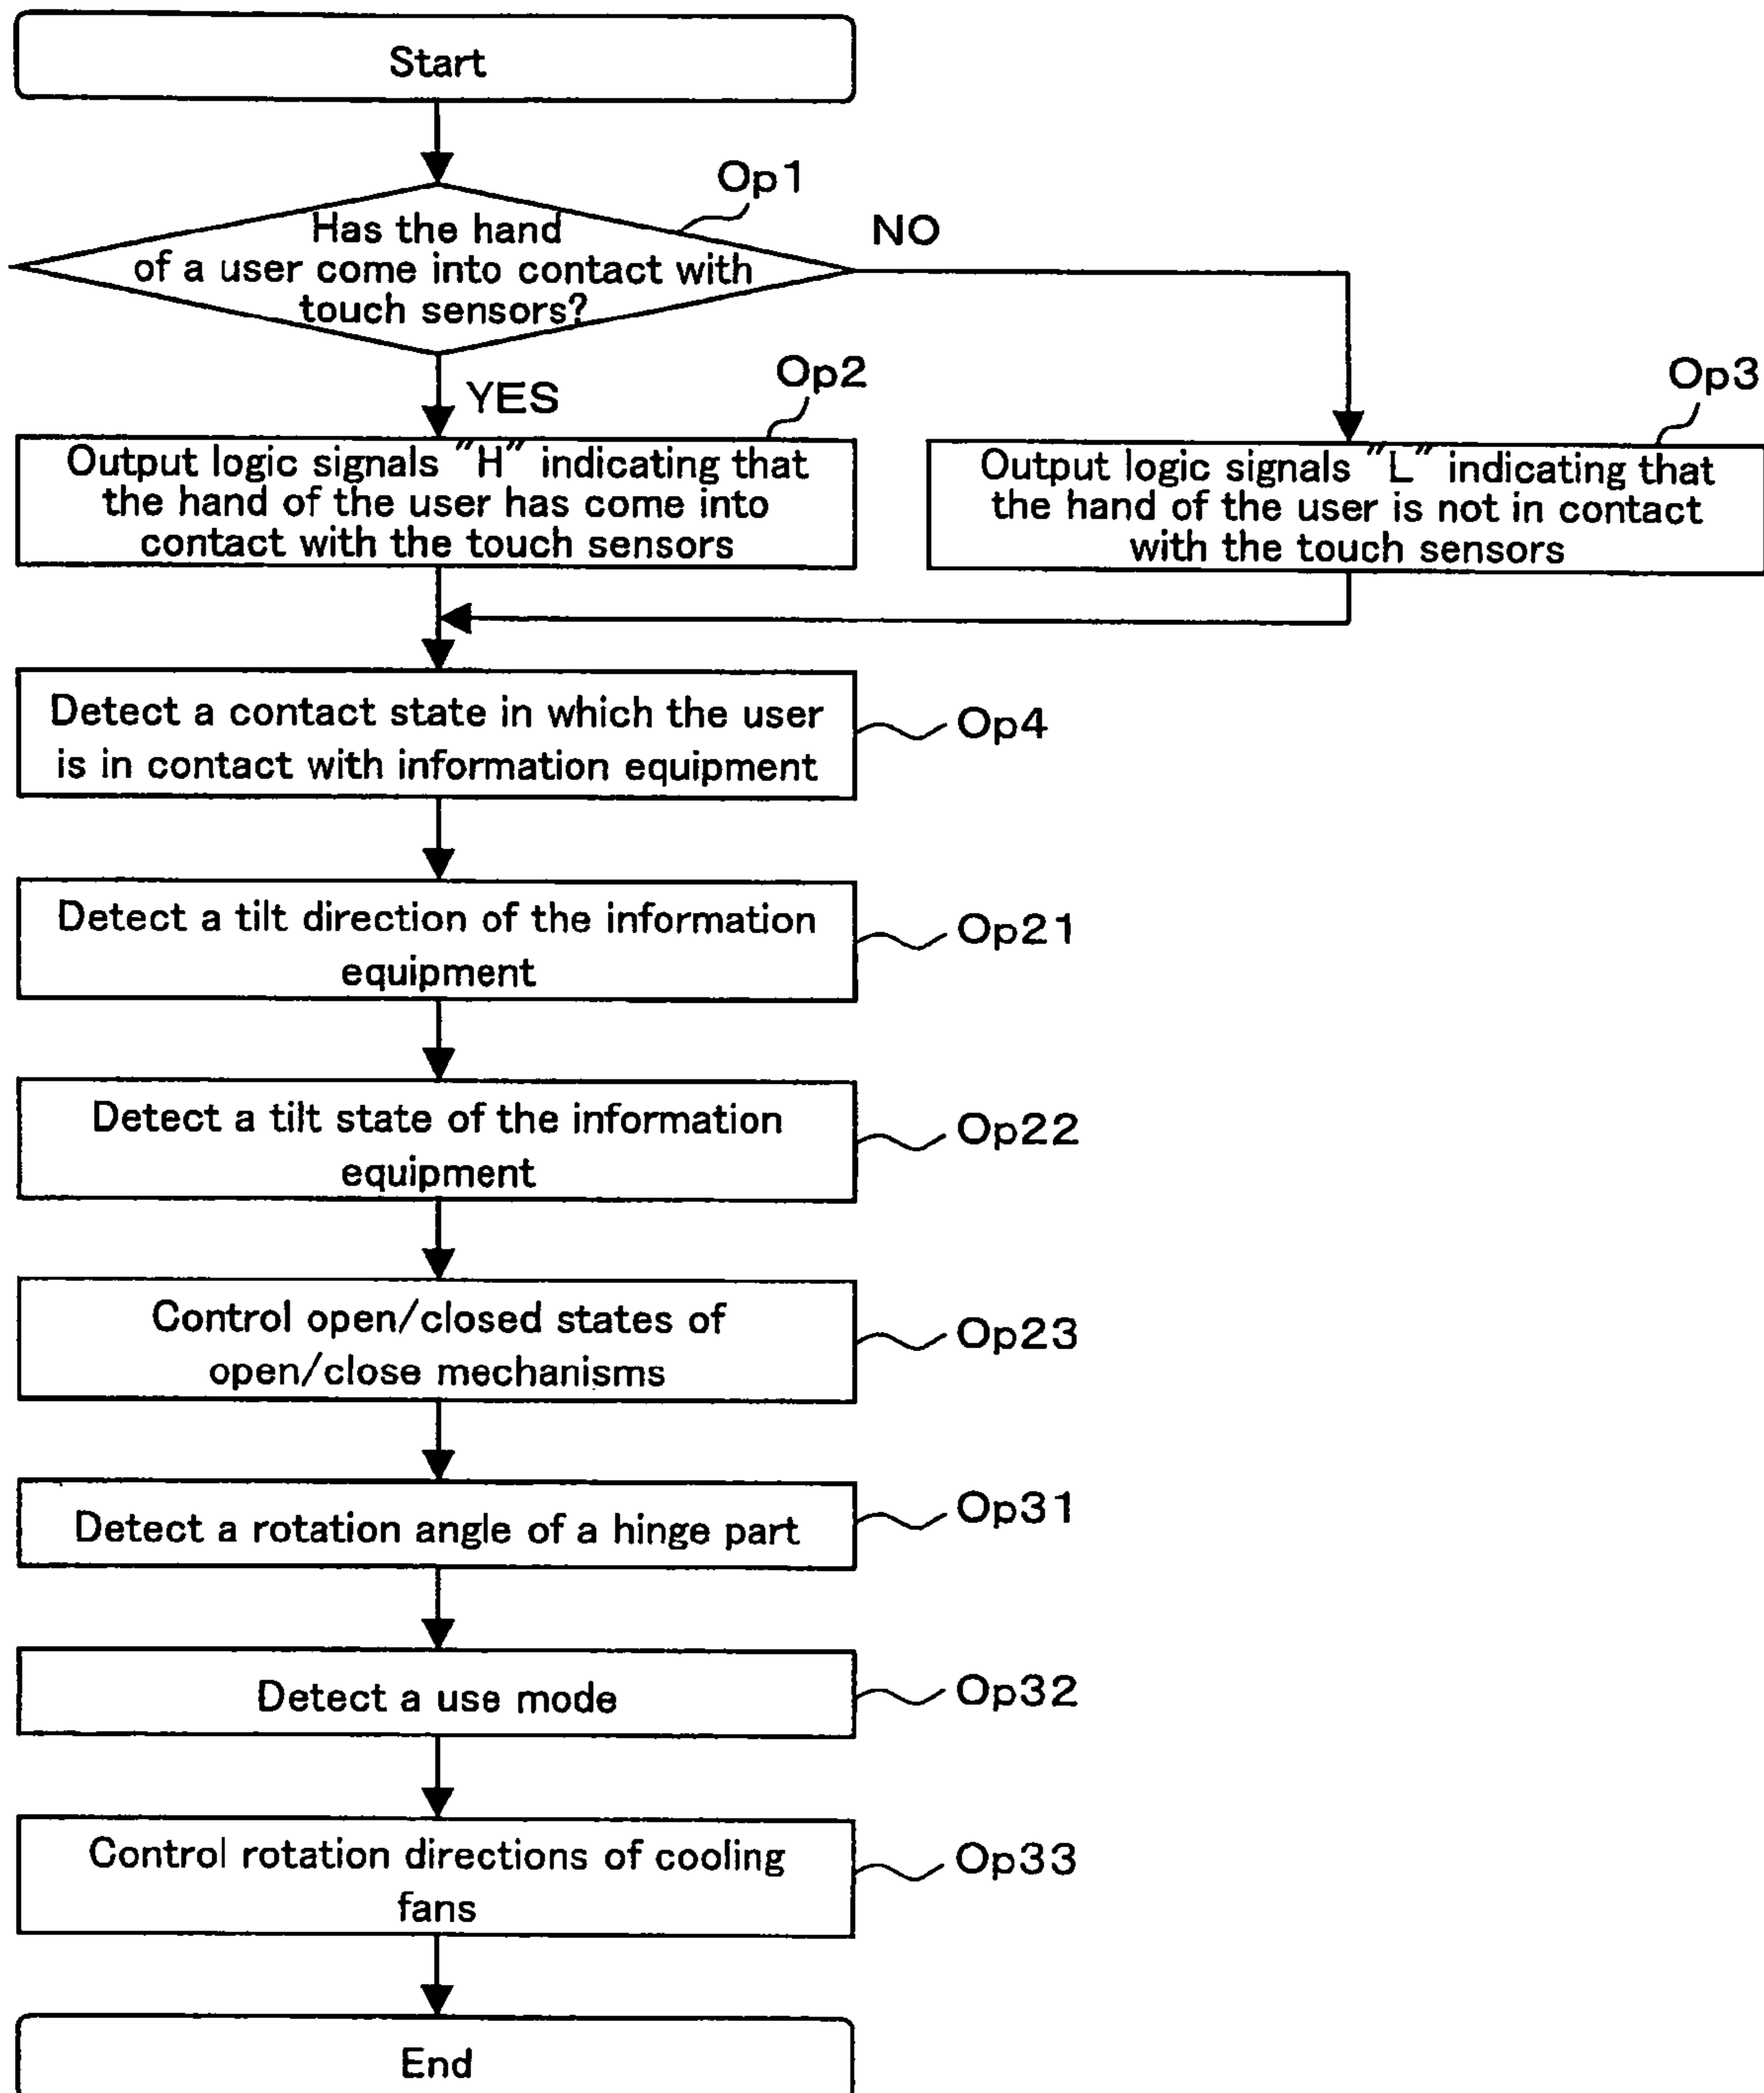 Start
Op1
Has the hand
of a user come into contact with
touch sensors?
NO
YES
Op2
Output logic signals "H" indicating that
the hand of the user has come into
contact with the touch sensors
Op3
Output logic signals "L" indicating that
the hand of the user is not in contact
with the touch sensors
Detect a contact state in which the user
is in contact with information equipment
Op4
Detect a tilt direction of the information
equipment
Op21
Detect a tilt state of the information
equipment
Op22
Control open/closed states of
open/close mechanisms
Op23
Detect a rotation angle of a hinge part
Op31
Detect a use mode
Op32
Control rotation directions of cooling
fans
Op33
End